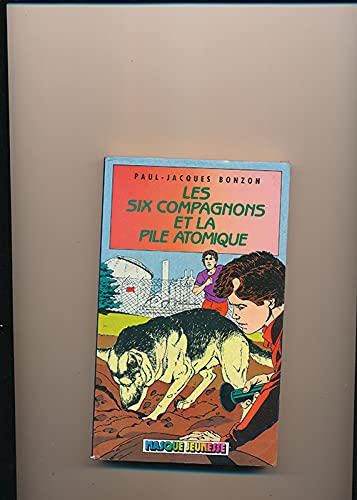 PAUL-JACQUES BONZON
LES
SIX COMPAGNONS
ET LA
PILE ATOMIQUE
MASQUE JEUNESSE